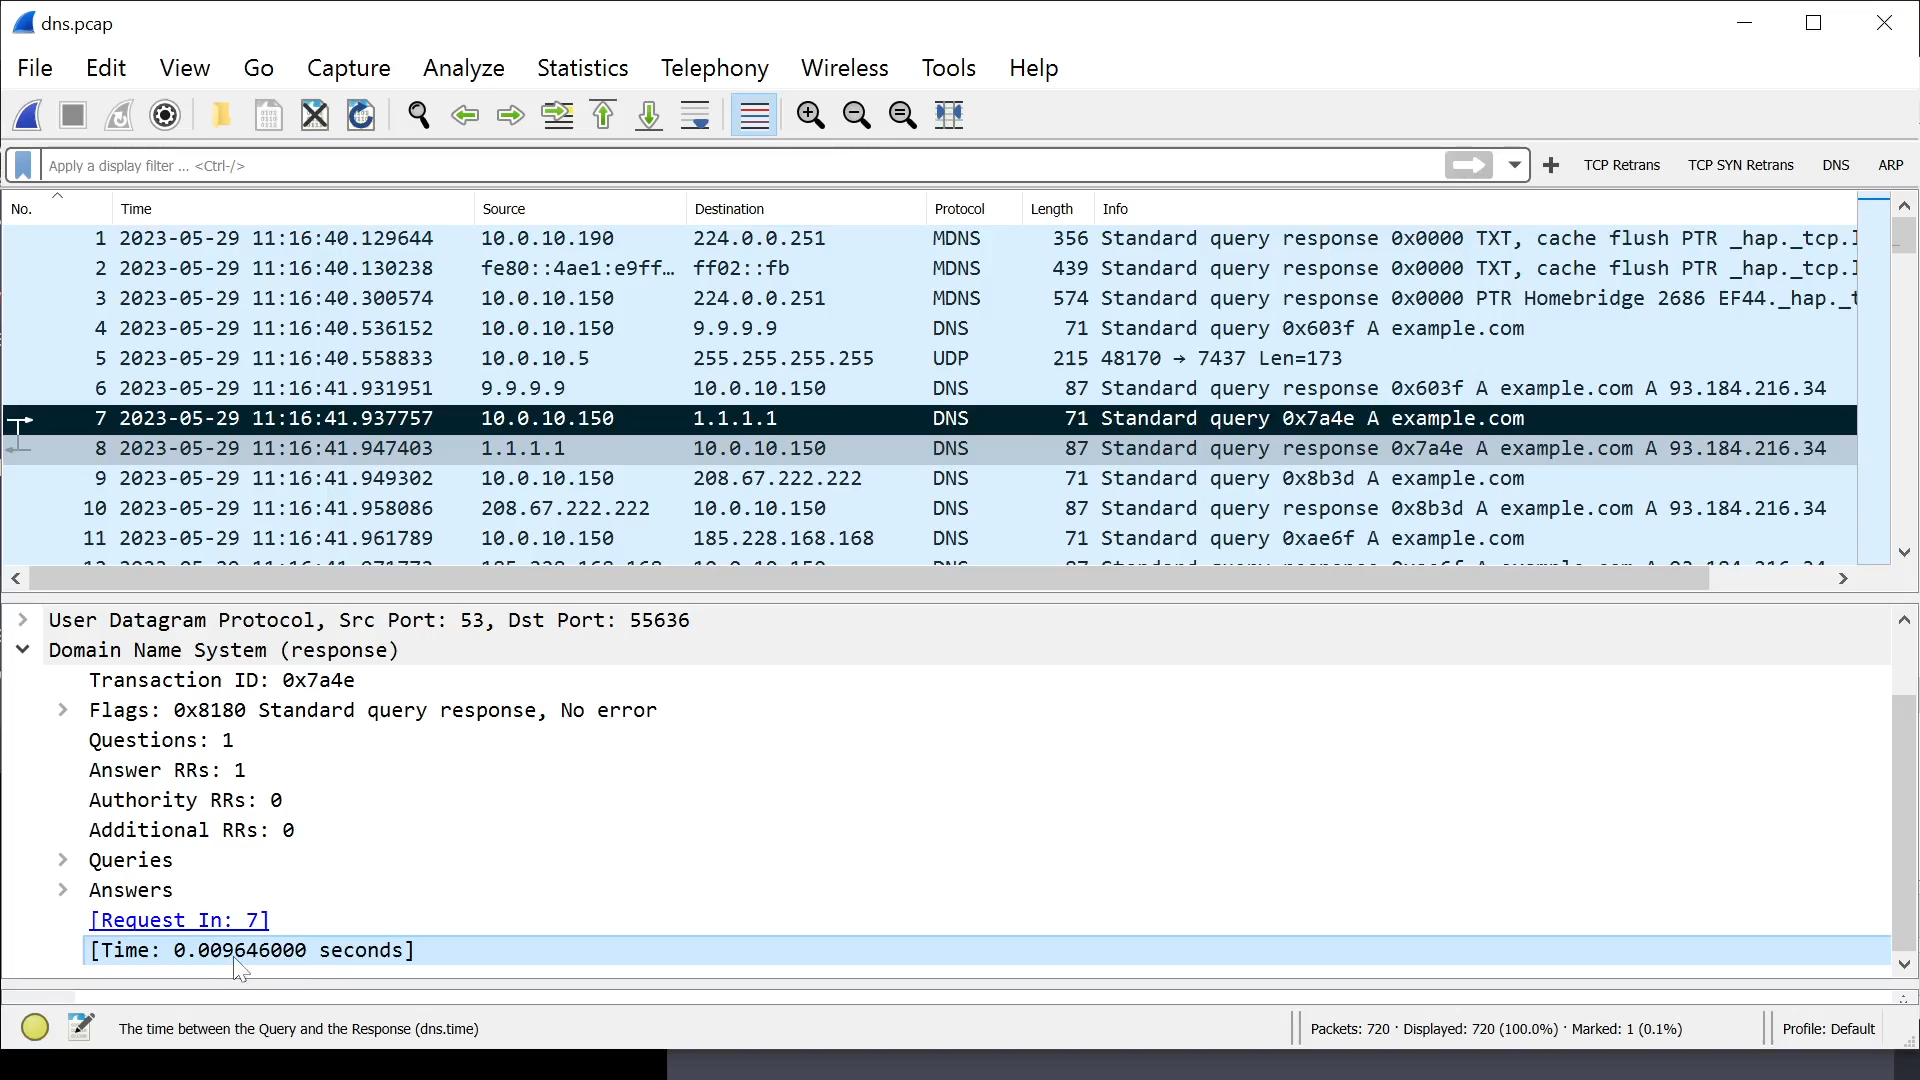 dns.pcap
File Edit View Go Capture Analyze Statistics Telephony Wireless Tools Help
Apply a display filter … <Ctrl-/> TCP Retrans TCP SYN Retrans DNS ARP
No. Time Source Destination Protocol Length Info
1 2023-05-29 11:16:40.129644 10.0.10.190 224.0.0.251 MDNS 356 Standard query response 0x0000 TXT, cache flush PTR _hap._tcp.l
2 2023-05-29 11:16:40.130238 fe80::4ae1:e9ff… ff02::fb MDNS 439 Standard query response 0x0000 TXT, cache flush PTR _hap._tcp.l
3 2023-05-29 11:16:40.300574 10.0.10.150 224.0.0.251 MDNS 574 Standard query response 0x0000 PTR Homebridge 2686 EF44._hap._t
4 2023-05-29 11:16:40.536152 10.0.10.150 9.9.9.9 DNS 71 Standard query 0x603f A example.com
5 2023-05-29 11:16:40.558833 10.0.10.5 255.255.255.255 UDP 215 48170 → 7437 Len=173
6 2023-05-29 11:16:41.931951 9.9.9.9 10.0.10.150 DNS 87 Standard query response 0x603f A example.com A 93.184.216.34
7 2023-05-29 11:16:41.937757 10.0.10.150 1.1.1.1 DNS 71 Standard query 0x7a4e A example.com
8 2023-05-29 11:16:41.947403 1.1.1.1 10.0.10.150 DNS 87 Standard query response 0x7a4e A example.com A 93.184.216.34
9 2023-05-29 11:16:41.949302 10.0.10.150 208.67.222.222 DNS 71 Standard query 0x8b3d A example.com
10 2023-05-29 11:16:41.958086 208.67.222.222 10.0.10.150 DNS 87 Standard query response 0x8b3d A example.com A 93.184.216.34
11 2023-05-29 11:16:41.961789 10.0.10.150 185.228.168.168 DNS 71 Standard query 0xae6f A example.com
User Datagram Protocol, Src Port: 53, Dst Port: 55636
Domain Name System (response)
Transaction ID: 0x7a4e
Flags: 0x8180 Standard query response, No error
Questions: 1
Answer RRs: 1
Authority RRs: 0
Additional RRs: 0
Queries
Answers
[Request In: 7]
[Time: 0.009646000 seconds]
The time between the Query and the Response (dns.time) Packets: 720 · Displayed: 720 (100.0%) · Marked: 1 (0.1%) Profile: Default